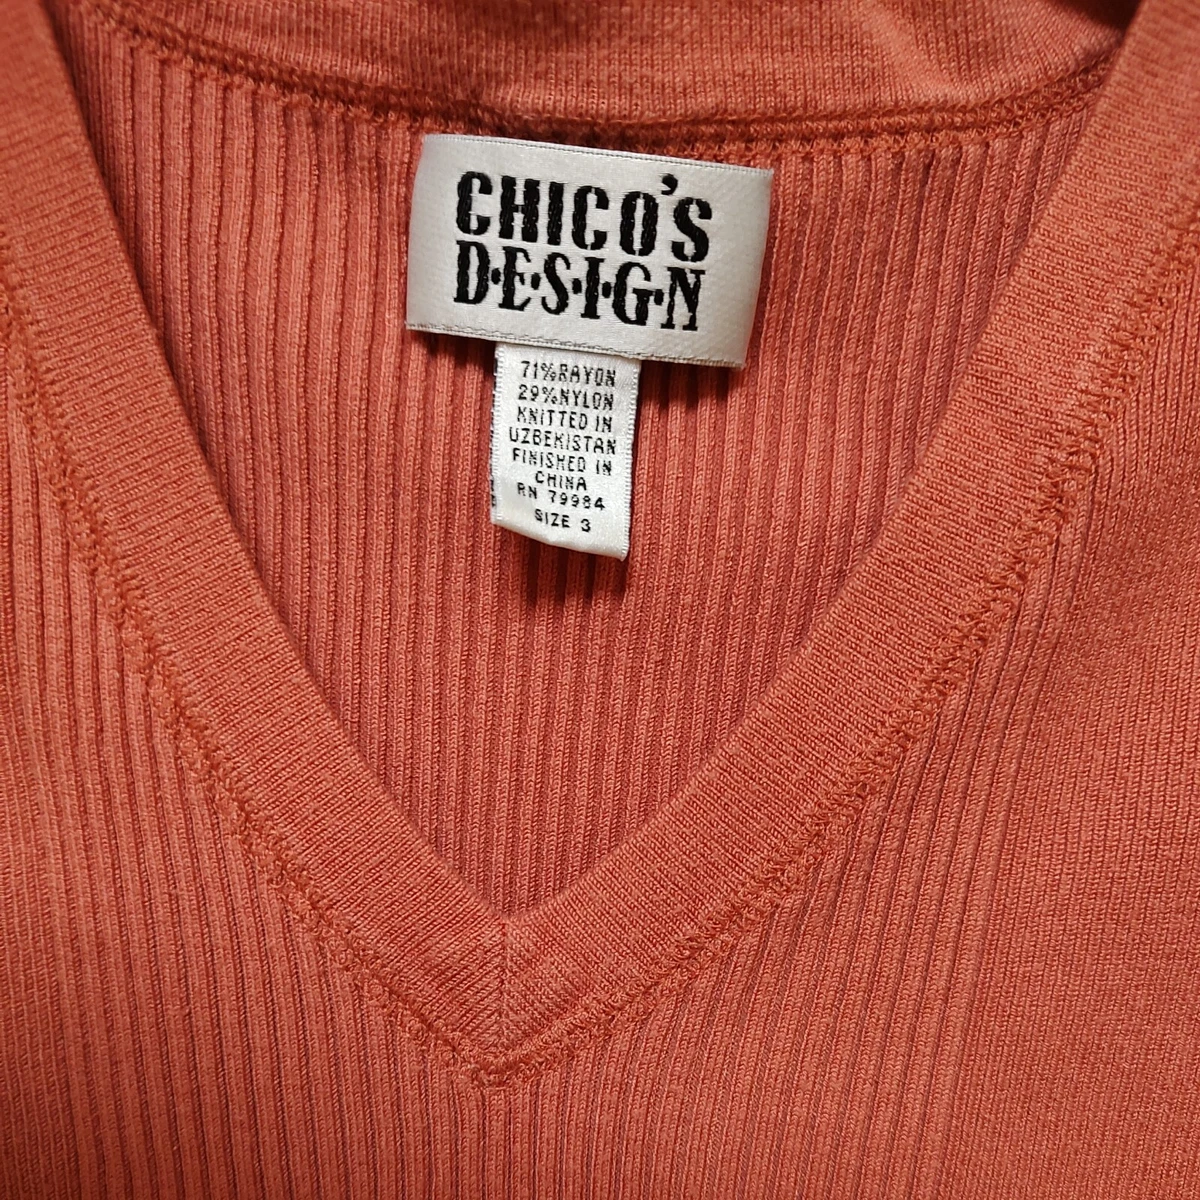 CHICO'S
D·E·S·I·G·N
71%RAYON
29%NYLON
KNITTED IN
UZBEKISTAN
FINISHED IN
CHINA
RN 79984
SIZE 3